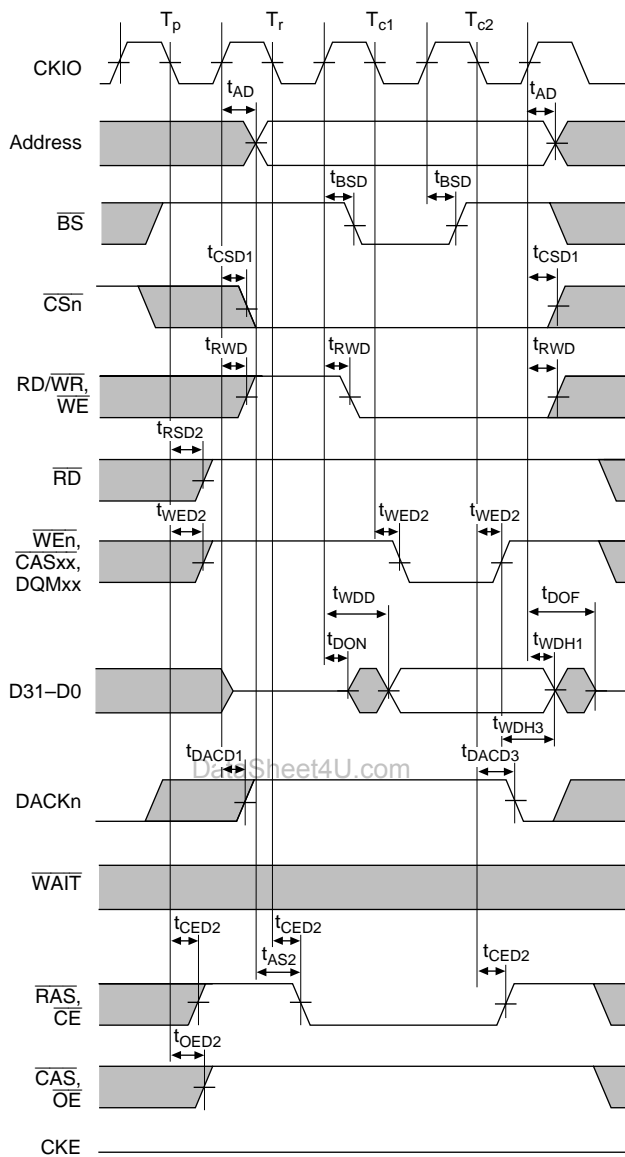 Tp Tr Tc1 Tc2
CKIO
tAD tAD
Address
tBSD tBSD
BS
tCSD1 tCSD1
CSn
tRWD tRWD tRWD
RD/WR,
WE
tRSD2
RD
tWED2 tWED2 tWED2
WEn,
CASxx,
DQMxx
tWDD tDOF
tDON tWDH1
D31–D0
tWDH3
tDACD1 tDACD3
DataSheet4U.com
DACKn
WAIT
tCED2 tCED2 tCED2
tAS2
RAS,
CE
tOED2
CAS,
OE
CKE